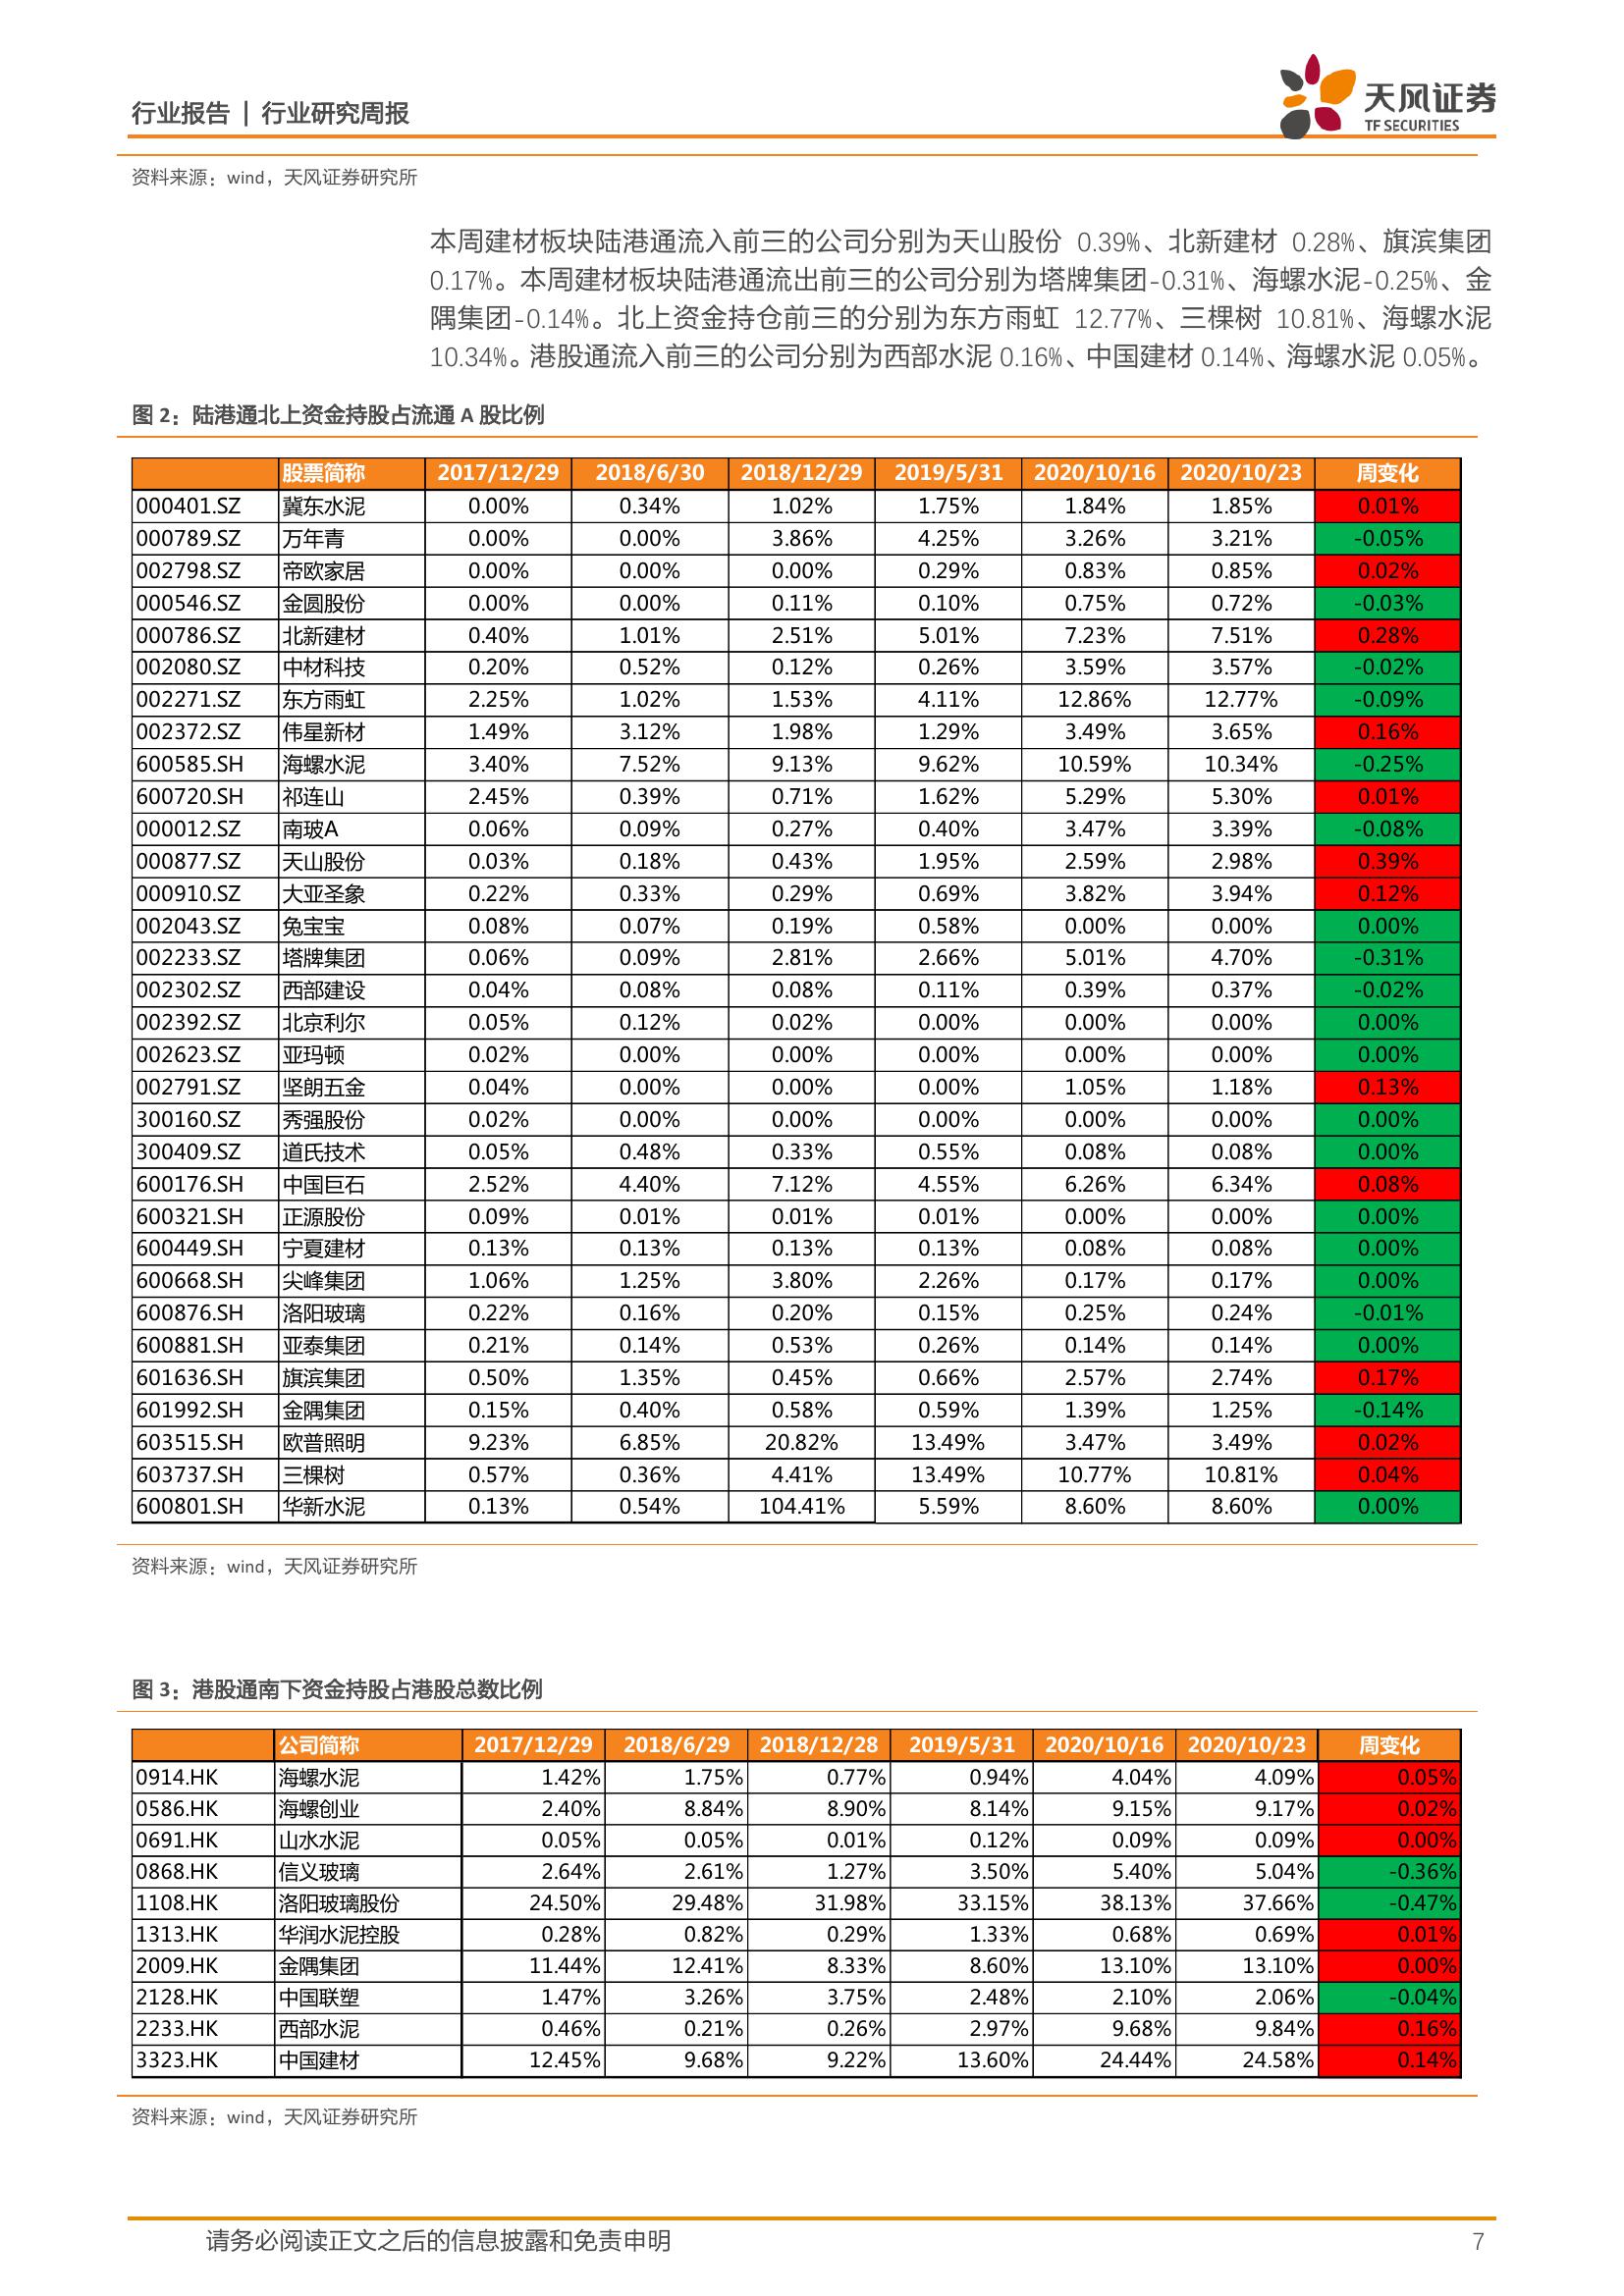 行业报告 | 行业研究周报
天风证券
TF SECURITIES
资料来源：wind，天风证券研究所
本周建材板块陆港通流入前三的公司分别为天山股份 0.39%、北新建材 0.28%、旗滨集团
0.17%。本周建材板块陆港通流出前三的公司分别为塔牌集团-0.31%、海螺水泥-0.25%、金
隅集团-0.14%。北上资金持仓前三的分别为东方雨虹 12.77%、三棵树 10.81%、海螺水泥
10.34%。港股通流入前三的公司分别为西部水泥 0.16%、中国建材 0.14%、海螺水泥 0.05%。
图 2：陆港通北上资金持股占流通 A 股比例
股票简称 2017/12/29 2018/6/30 2018/12/29 2019/5/31 2020/10/16 2020/10/23 周变化
000401.SZ 冀东水泥 0.00% 0.34% 1.02% 1.75% 1.84% 1.85% 0.01%
000789.SZ 万年青 0.00% 0.00% 3.86% 4.25% 3.26% 3.21% -0.05%
002798.SZ 帝欧家居 0.00% 0.00% 0.00% 0.29% 0.83% 0.85% 0.02%
000546.SZ 金圆股份 0.00% 0.00% 0.11% 0.10% 0.75% 0.72% -0.03%
000786.SZ 北新建材 0.40% 1.01% 2.51% 5.01% 7.23% 7.51% 0.28%
002080.SZ 中材科技 0.20% 0.52% 0.12% 0.26% 3.59% 3.57% -0.02%
002271.SZ 东方雨虹 2.25% 1.02% 1.53% 4.11% 12.86% 12.77% -0.09%
002372.SZ 伟星新材 1.49% 3.12% 1.98% 1.29% 3.49% 3.65% 0.16%
600585.SH 海螺水泥 3.40% 7.52% 9.13% 9.62% 10.59% 10.34% -0.25%
600720.SH 祁连山 2.45% 0.39% 0.71% 1.62% 5.29% 5.30% 0.01%
000012.SZ 南玻A 0.06% 0.09% 0.27% 0.40% 3.47% 3.39% -0.08%
000877.SZ 天山股份 0.03% 0.18% 0.43% 1.95% 2.59% 2.98% 0.39%
000910.SZ 大亚圣象 0.22% 0.33% 0.29% 0.69% 3.82% 3.94% 0.12%
002043.SZ 兔宝宝 0.08% 0.07% 0.19% 0.58% 0.00% 0.00% 0.00%
002233.SZ 塔牌集团 0.06% 0.09% 2.81% 2.66% 5.01% 4.70% -0.31%
002302.SZ 西部建设 0.04% 0.08% 0.08% 0.11% 0.39% 0.37% -0.02%
002392.SZ 北京利尔 0.05% 0.12% 0.02% 0.00% 0.00% 0.00% 0.00%
002623.SZ 亚玛顿 0.02% 0.00% 0.00% 0.00% 0.00% 0.00% 0.00%
002791.SZ 坚朗五金 0.04% 0.00% 0.00% 0.00% 1.05% 1.18% 0.13%
300160.SZ 秀强股份 0.02% 0.00% 0.00% 0.00% 0.00% 0.00% 0.00%
300409.SZ 道氏技术 0.05% 0.48% 0.33% 0.55% 0.08% 0.08% 0.00%
600176.SH 中国巨石 2.52% 4.40% 7.12% 4.55% 6.26% 6.34% 0.08%
600321.SH 正源股份 0.09% 0.01% 0.01% 0.01% 0.00% 0.00% 0.00%
600449.SH 宁夏建材 0.13% 0.13% 0.13% 0.13% 0.08% 0.08% 0.00%
600668.SH 尖峰集团 1.06% 1.25% 3.80% 2.26% 0.17% 0.17% 0.00%
600876.SH 洛阳玻璃 0.22% 0.16% 0.20% 0.15% 0.25% 0.24% -0.01%
600881.SH 亚泰集团 0.21% 0.14% 0.53% 0.26% 0.14% 0.14% 0.00%
601636.SH 旗滨集团 0.50% 1.35% 0.45% 0.66% 2.57% 2.74% 0.17%
601992.SH 金隅集团 0.15% 0.40% 0.58% 0.59% 1.39% 1.25% -0.14%
603515.SH 欧普照明 9.23% 6.85% 20.82% 13.49% 3.47% 3.49% 0.02%
603737.SH 三棵树 0.57% 0.36% 4.41% 13.49% 10.77% 10.81% 0.04%
600801.SH 华新水泥 0.13% 0.54% 104.41% 5.59% 8.60% 8.60% 0.00%
资料来源：wind，天风证券研究所
图 3：港股通南下资金持股占港股总数比例
公司简称 2017/12/29 2018/6/29 2018/12/28 2019/5/31 2020/10/16 2020/10/23 周变化
0914.HK 海螺水泥 1.42% 1.75% 0.77% 0.94% 4.04% 4.09% 0.05%
0586.HK 海螺创业 2.40% 8.84% 8.90% 8.14% 9.15% 9.17% 0.02%
0691.HK 山水水泥 0.05% 0.05% 0.01% 0.12% 0.09% 0.09% 0.00%
0868.HK 信义玻璃 2.64% 2.61% 1.27% 3.50% 5.40% 5.04% -0.36%
1108.HK 洛阳玻璃股份 24.50% 29.48% 31.98% 33.15% 38.13% 37.66% -0.47%
1313.HK 华润水泥控股 0.28% 0.82% 0.29% 1.33% 0.68% 0.69% 0.01%
2009.HK 金隅集团 11.44% 12.41% 8.33% 8.60% 13.10% 13.10% 0.00%
2128.HK 中国联塑 1.47% 3.26% 3.75% 2.48% 2.10% 2.06% -0.04%
2233.HK 西部水泥 0.46% 0.21% 0.26% 2.97% 9.68% 9.84% 0.16%
3323.HK 中国建材 12.45% 9.68% 9.22% 13.60% 24.44% 24.58% 0.14%
资料来源：wind，天风证券研究所
请务必阅读正文之后的信息披露和免责申明 7